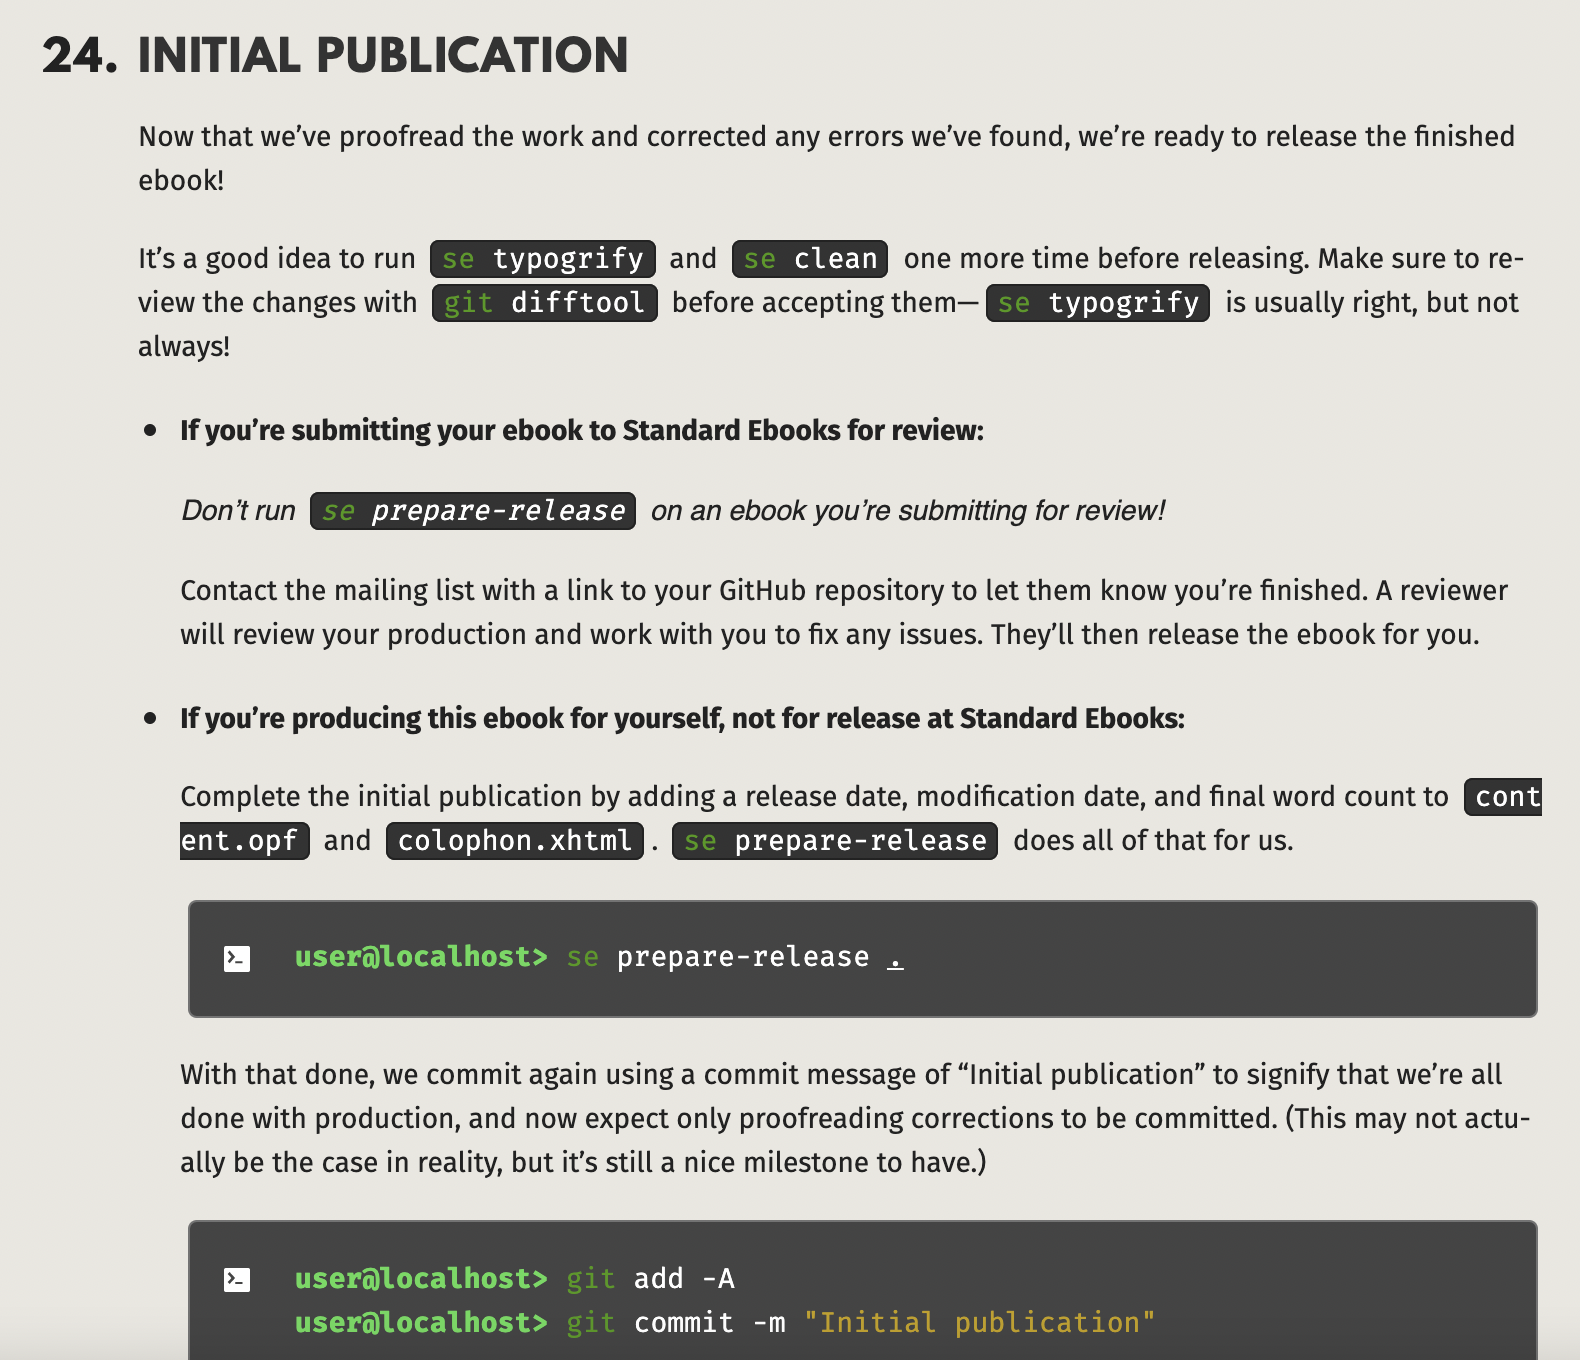 24. INITIAL PUBLICATION
Now that we’ve proofread the work and corrected any errors we’ve found, we’re ready to release the finished
ebook!
It’s a good idea to run se typogrify and se clean one more time before releasing. Make sure to re-
view the changes with git difftool before accepting them— se typogrify is usually right, but not
always!
• If you’re submitting your ebook to Standard Ebooks for review:
Don’t run se prepare-release on an ebook you’re submitting for review!
Contact the mailing list with a link to your GitHub repository to let them know you’re finished. A reviewer
will review your production and work with you to fix any issues. They’ll then release the ebook for you.
• If you’re producing this ebook for yourself, not for release at Standard Ebooks:
Complete the initial publication by adding a release date, modification date, and final word count to cont
ent.opf and colophon.xhtml . se prepare-release does all of that for us.
user@localhost> se prepare-release .
With that done, we commit again using a commit message of “Initial publication” to signify that we’re all
done with production, and now expect only proofreading corrections to be committed. (This may not actu-
ally be the case in reality, but it’s still a nice milestone to have.)
user@localhost> git add -A
user@localhost> git commit -m "Initial publication"